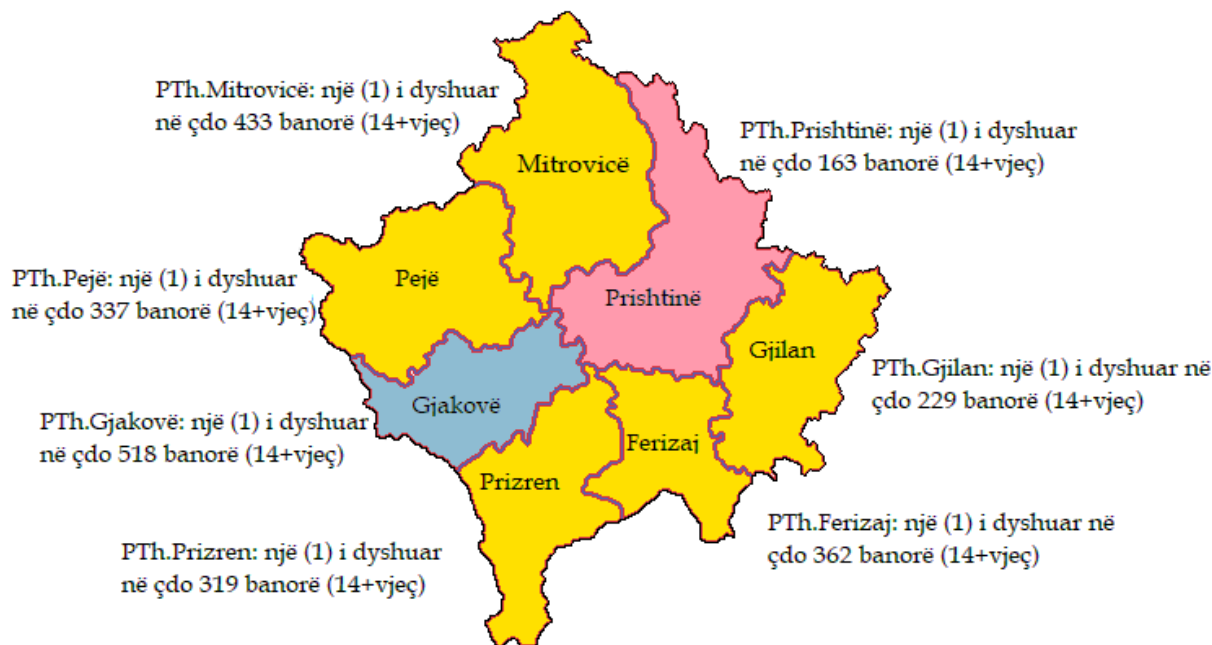 PTh.Mitrovicë: një (1) i dyshuar
në çdo 433 banorë (14+vjeç)
PTh.Prishtinë: një (1) i dyshuar
në çdo 163 banorë (14+vjeç)
Mitrovicë
PTh.Pejë: një (1) i dyshuar
në çdo 337 banorë (14+vjeç)
Pejë
Prishtinë
Gjilan
PTh.Gjilan: një (1) i dyshuar në
çdo 229 banorë (14+vjeç)
PTh.Gjakovë: një (1) i dyshuar
në çdo 518 banorë (14+vjeç)
Gjakovë
Ferizaj
Prizren
PTh.Ferizaj: një (1) i dyshuar në
çdo 362 banorë (14+vjeç)
PTh.Prizren: një (1) i dyshuar
në çdo 319 banorë (14+vjeç)